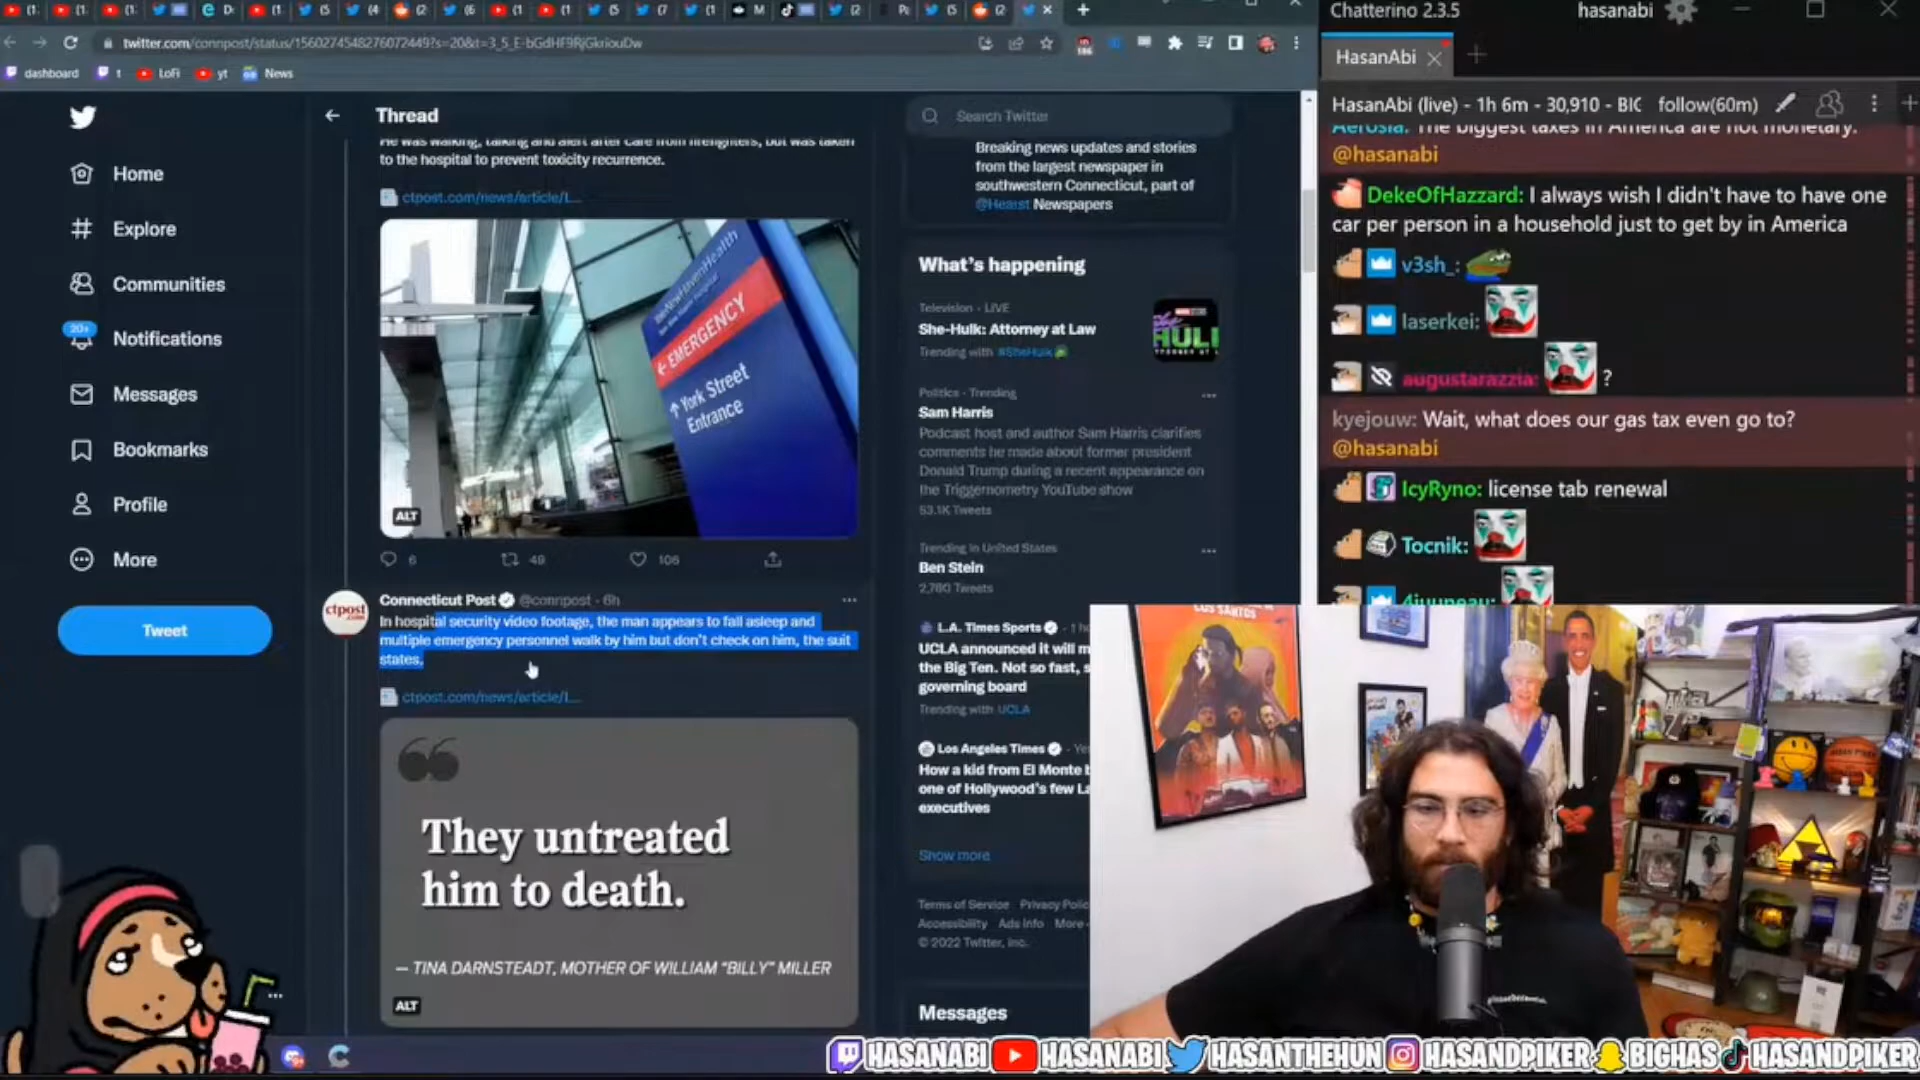 twitter.com/connpost/status/1560274548276072449?s=20&t=3_5_E-bGdHF9RjGkriouDw
dashboard
t
LoFi
yt
News
Home
Explore
Communities
20+
Notifications
Messages
Bookmarks
Profile
More
Tweet
Thread
He was walking, talking and alert after care from firefighters, but was taken
to the hospital to prevent toxicity recurrence.
ctpost.com/news/article/L...
YaleNewHavenHealth
← EMERGENCY
↑ York Street
Entrance
ALT
6
49
106
ctpost
.com
Connecticut Post @connpost · 6h
In hospital security video footage, the man appears to fall asleep and
multiple emergency personnel walk by him but don't check on him, the suit
states.
ctpost.com/news/article/L...
They untreated
him to death.
— TINA DARNSTEADT, MOTHER OF WILLIAM "BILLY" MILLER
ALT
Search Twitter
Breaking news updates and stories
from the largest newspaper in
southwestern Connecticut, part of
@Hearst Newspapers
What's happening
Television · LIVE
She-Hulk: Attorney at Law
Trending with #SheHulk
Politics · Trending
Sam Harris
Podcast host and author Sam Harris clarifies
comments he made about former president
Donald Trump during a recent appearance on
the Triggernometry YouTube show
53.1K Tweets
Trending in United States
Ben Stein
2,760 Tweets
L.A. Times Sports · 1 ho
UCLA announced it will m
the Big Ten. Not so fast, s
governing board
Trending with UCLA
Los Angeles Times · Ye
How a kid from El Monte b
one of Hollywood's few La
executives
Show more
Terms of Service Privacy Polic
Accessibility Ads info More
© 2022 Twitter, Inc.
Messages
Chatterino 2.3.5
hasanabi
HasanAbi
HasanAbi (live) - 1h 6m - 30,910 - BIC
follow(60m)
Aerosia: The biggest taxes in America are not monetary.
@hasanabi
DekeOfHazzard: I always wish I didn't have to have one
car per person in a household just to get by in America
v3sh_:
laserkei:
augustarazzia: ?
kyejouw: Wait, what does our gas tax even go to?
@hasanabi
IcyRyno: license tab renewal
Tocnik:
LOS SANTOS
HASANABI HASANABI HASANTHEHUN HASANDPIKER BIGHAS HASANDPIKER